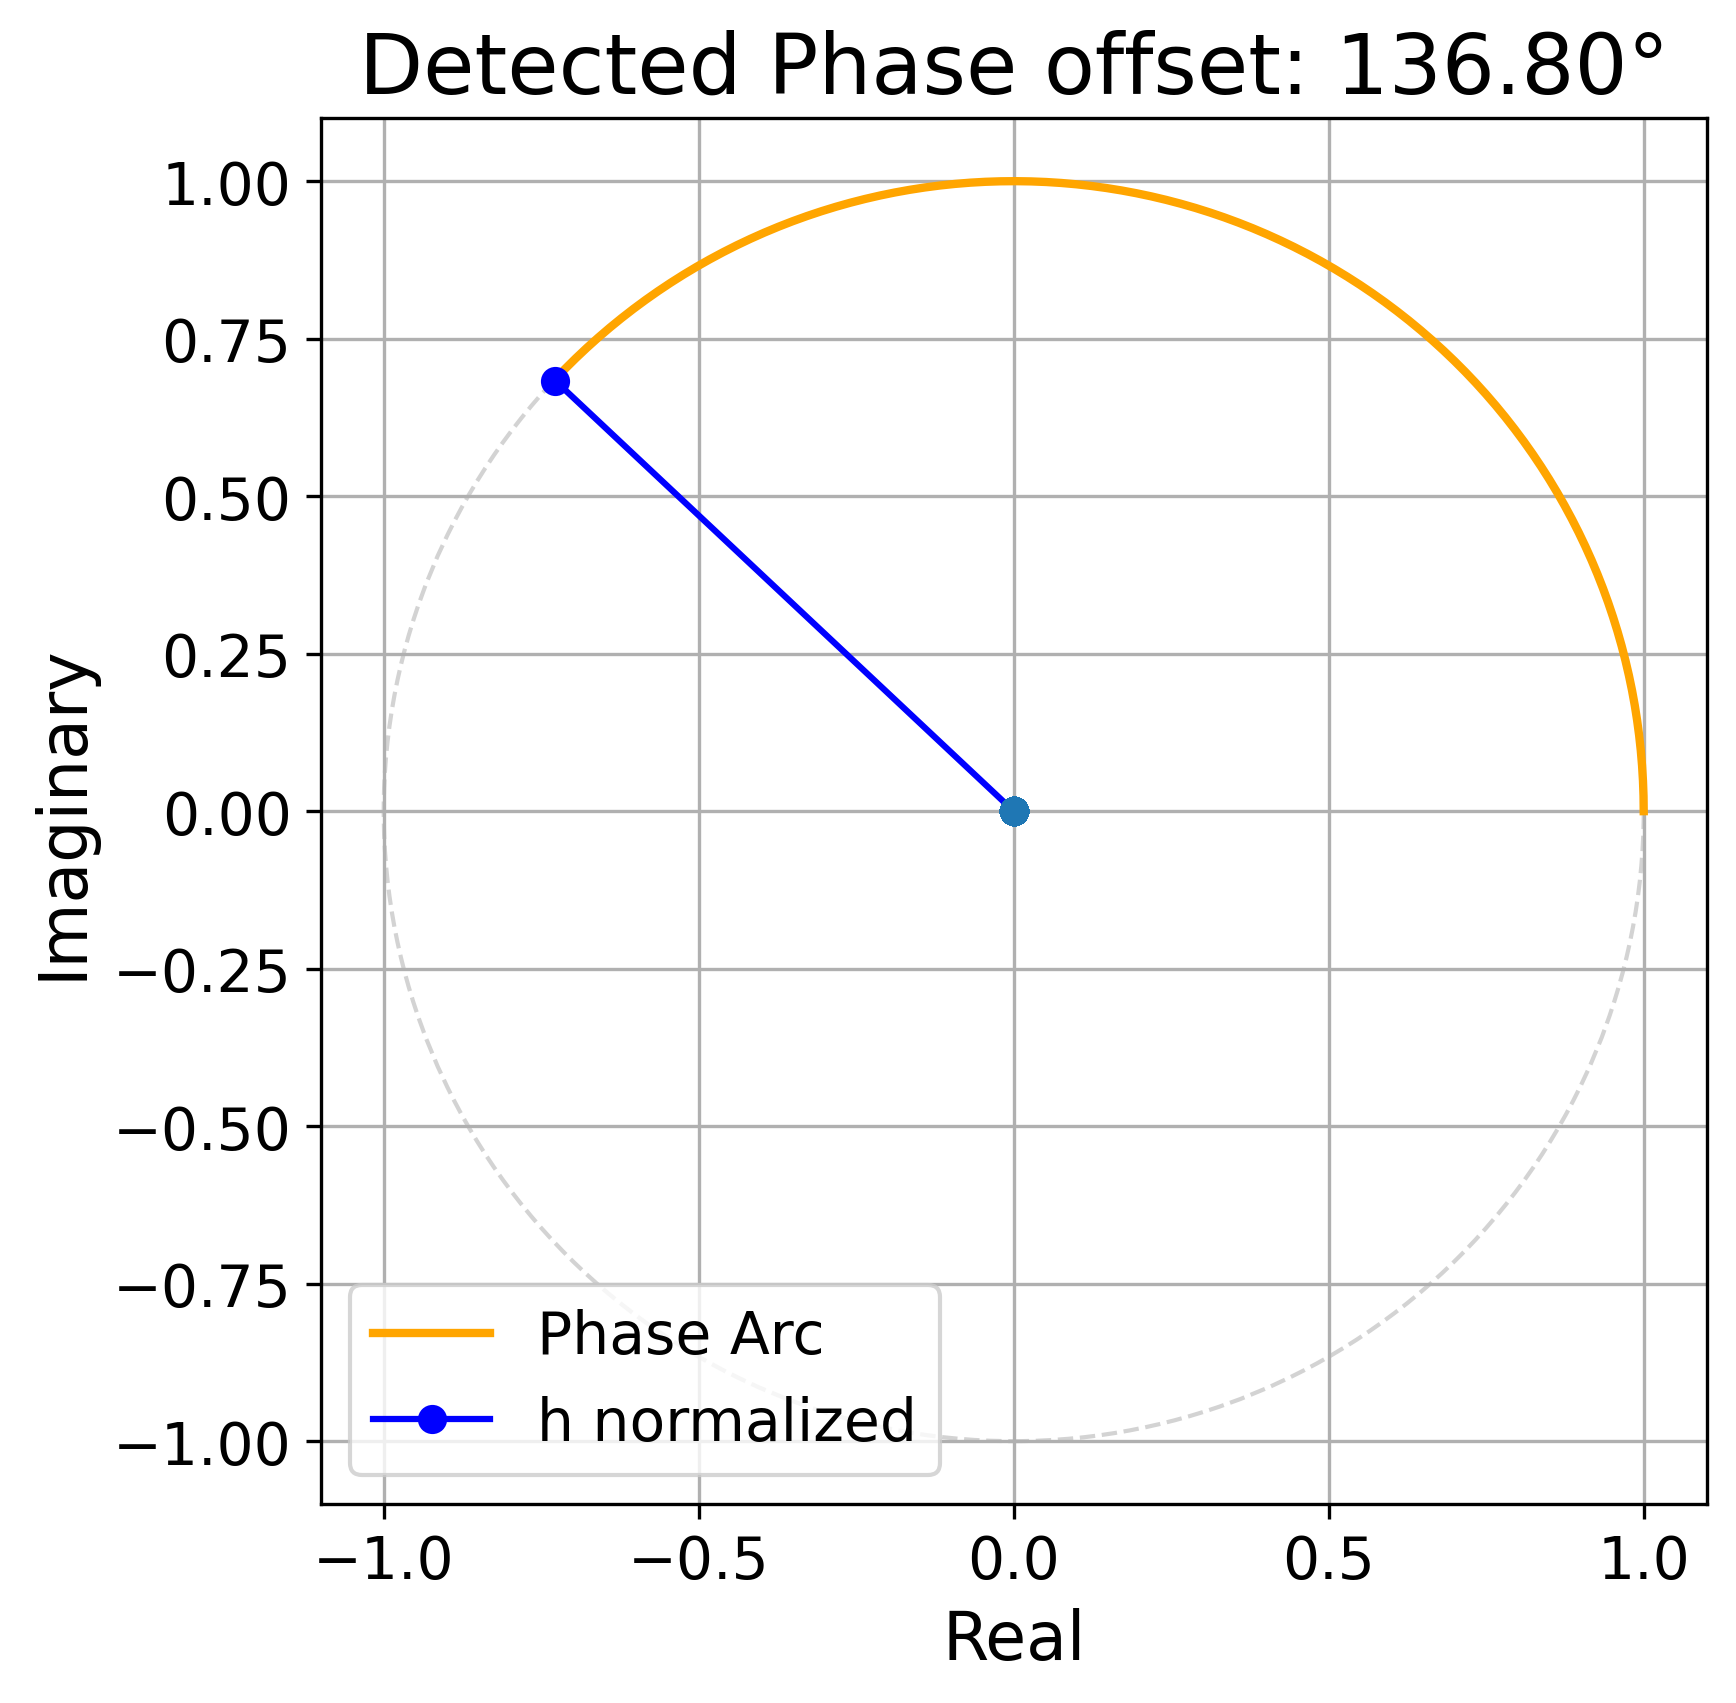 Detected Phase offset: 136.80°
1.00
0.75
0.50
0.25
0.00
−0.25
−0.50
−0.75
−1.00
Imaginary
Phase Arc
h normalized
−1.0 −0.5 0.0 0.5 1.0
Real